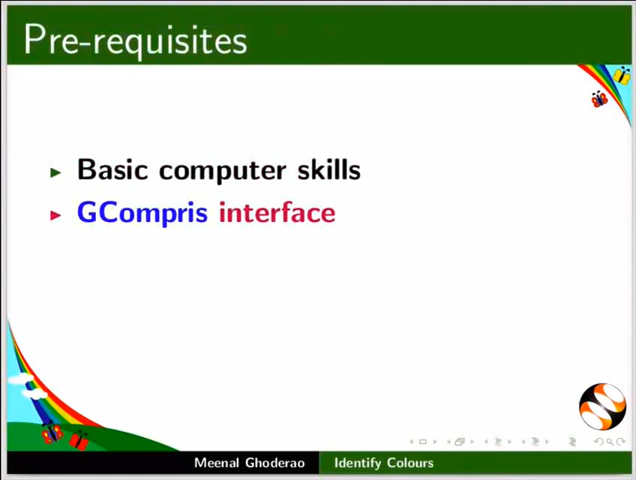 Pre-requisites
Basic computer skills
GCompris interface
Meenal Ghoderao Identify Colours